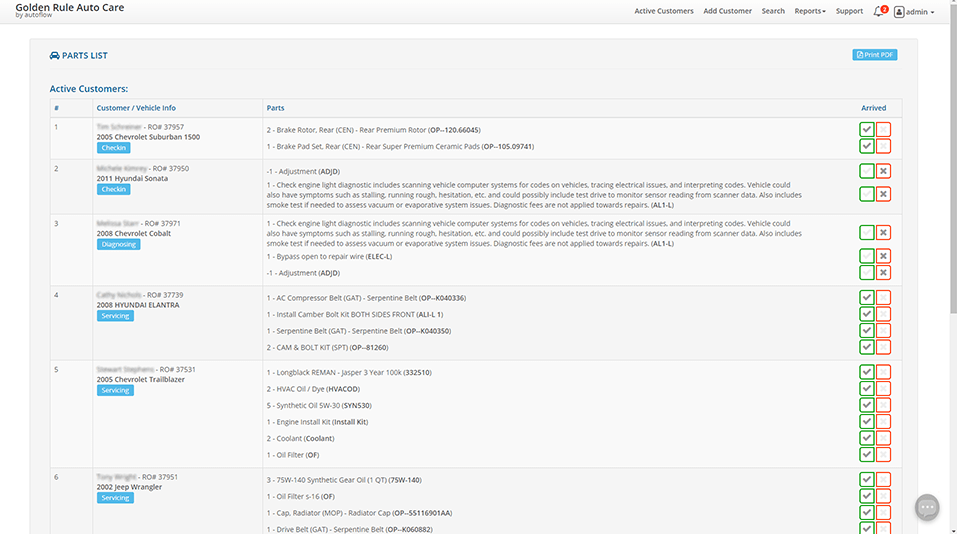 Golden Rule Auto Care
by autoflow
Active Customers Add Customer Search Reports Support 2 admin
PARTS LIST
Print PDF
Active Customers:
# Customer / Vehicle Info Parts Arrived
1 - RO# 37957
2005 Chevrolet Suburban 1500
Checkin
2 - Brake Rotor, Rear (CEN) - Rear Premium Rotor (OP--120.66045)
1 - Brake Pad Set, Rear (CEN) - Rear Super Premium Ceramic Pads (OP--105.09741)
2 - RO# 37950
2011 Hyundai Sonata
Checkin
-1 - Adjustment (ADJD)
1 - Check engine light diagnostic includes scanning vehicle computer systems for codes on vehicles, tracing electrical issues, and interpreting codes. Vehicle could
also have symptoms such as stalling, running rough, hesitation, etc. and could possibly include test drive to monitor sensor reading from scanner data. Also includes
smoke test if needed to assess vacuum or evaporative system issues. Diagnostic fees are not applied towards repairs. (AL1-L)
3 - RO# 37971
2008 Chevrolet Cobalt
Diagnosing
1 - Check engine light diagnostic includes scanning vehicle computer systems for codes on vehicles, tracing electrical issues, and interpreting codes. Vehicle could
also have symptoms such as stalling, running rough, hesitation, etc. and could possibly include test drive to monitor sensor reading from scanner data. Also includes
smoke test if needed to assess vacuum or evaporative system issues. Diagnostic fees are not applied towards repairs. (AL1-L)
1 - Bypass open to repair wire (ELEC-L)
-1 - Adjustment (ADJD)
4 - RO# 37739
2008 HYUNDAI ELANTRA
Servicing
1 - AC Compressor Belt (GAT) - Serpentine Belt (OP--K040336)
1 - Install Camber Bolt Kit BOTH SIDES FRONT (ALI-L 1)
1 - Serpentine Belt (GAT) - Serpentine Belt (OP--K040350)
2 - CAM & BOLT KIT (SPT) (OP--81260)
5 - RO# 37531
2005 Chevrolet Trailblazer
Servicing
1 - Longblack REMAN - Jasper 3 Year 100k (332510)
2 - HVAC Oil / Dye (HVACOD)
5 - Synthetic Oil 5W-30 (SYN530)
1 - Engine Install Kit (Install Kit)
2 - Coolant (Coolant)
1 - Oil Filter (OF)
6 - RO# 37951
2002 Jeep Wrangler
Servicing
3 - 75W-140 Synthetic Gear Oil (1 QT) (75W-140)
1 - Oil Filter s-16 (OF)
1 - Cap, Radiator (MOP) - Radiator Cap (OP--55116901AA)
1 - Drive Belt (GAT) - Serpentine Belt (OP--K060882)